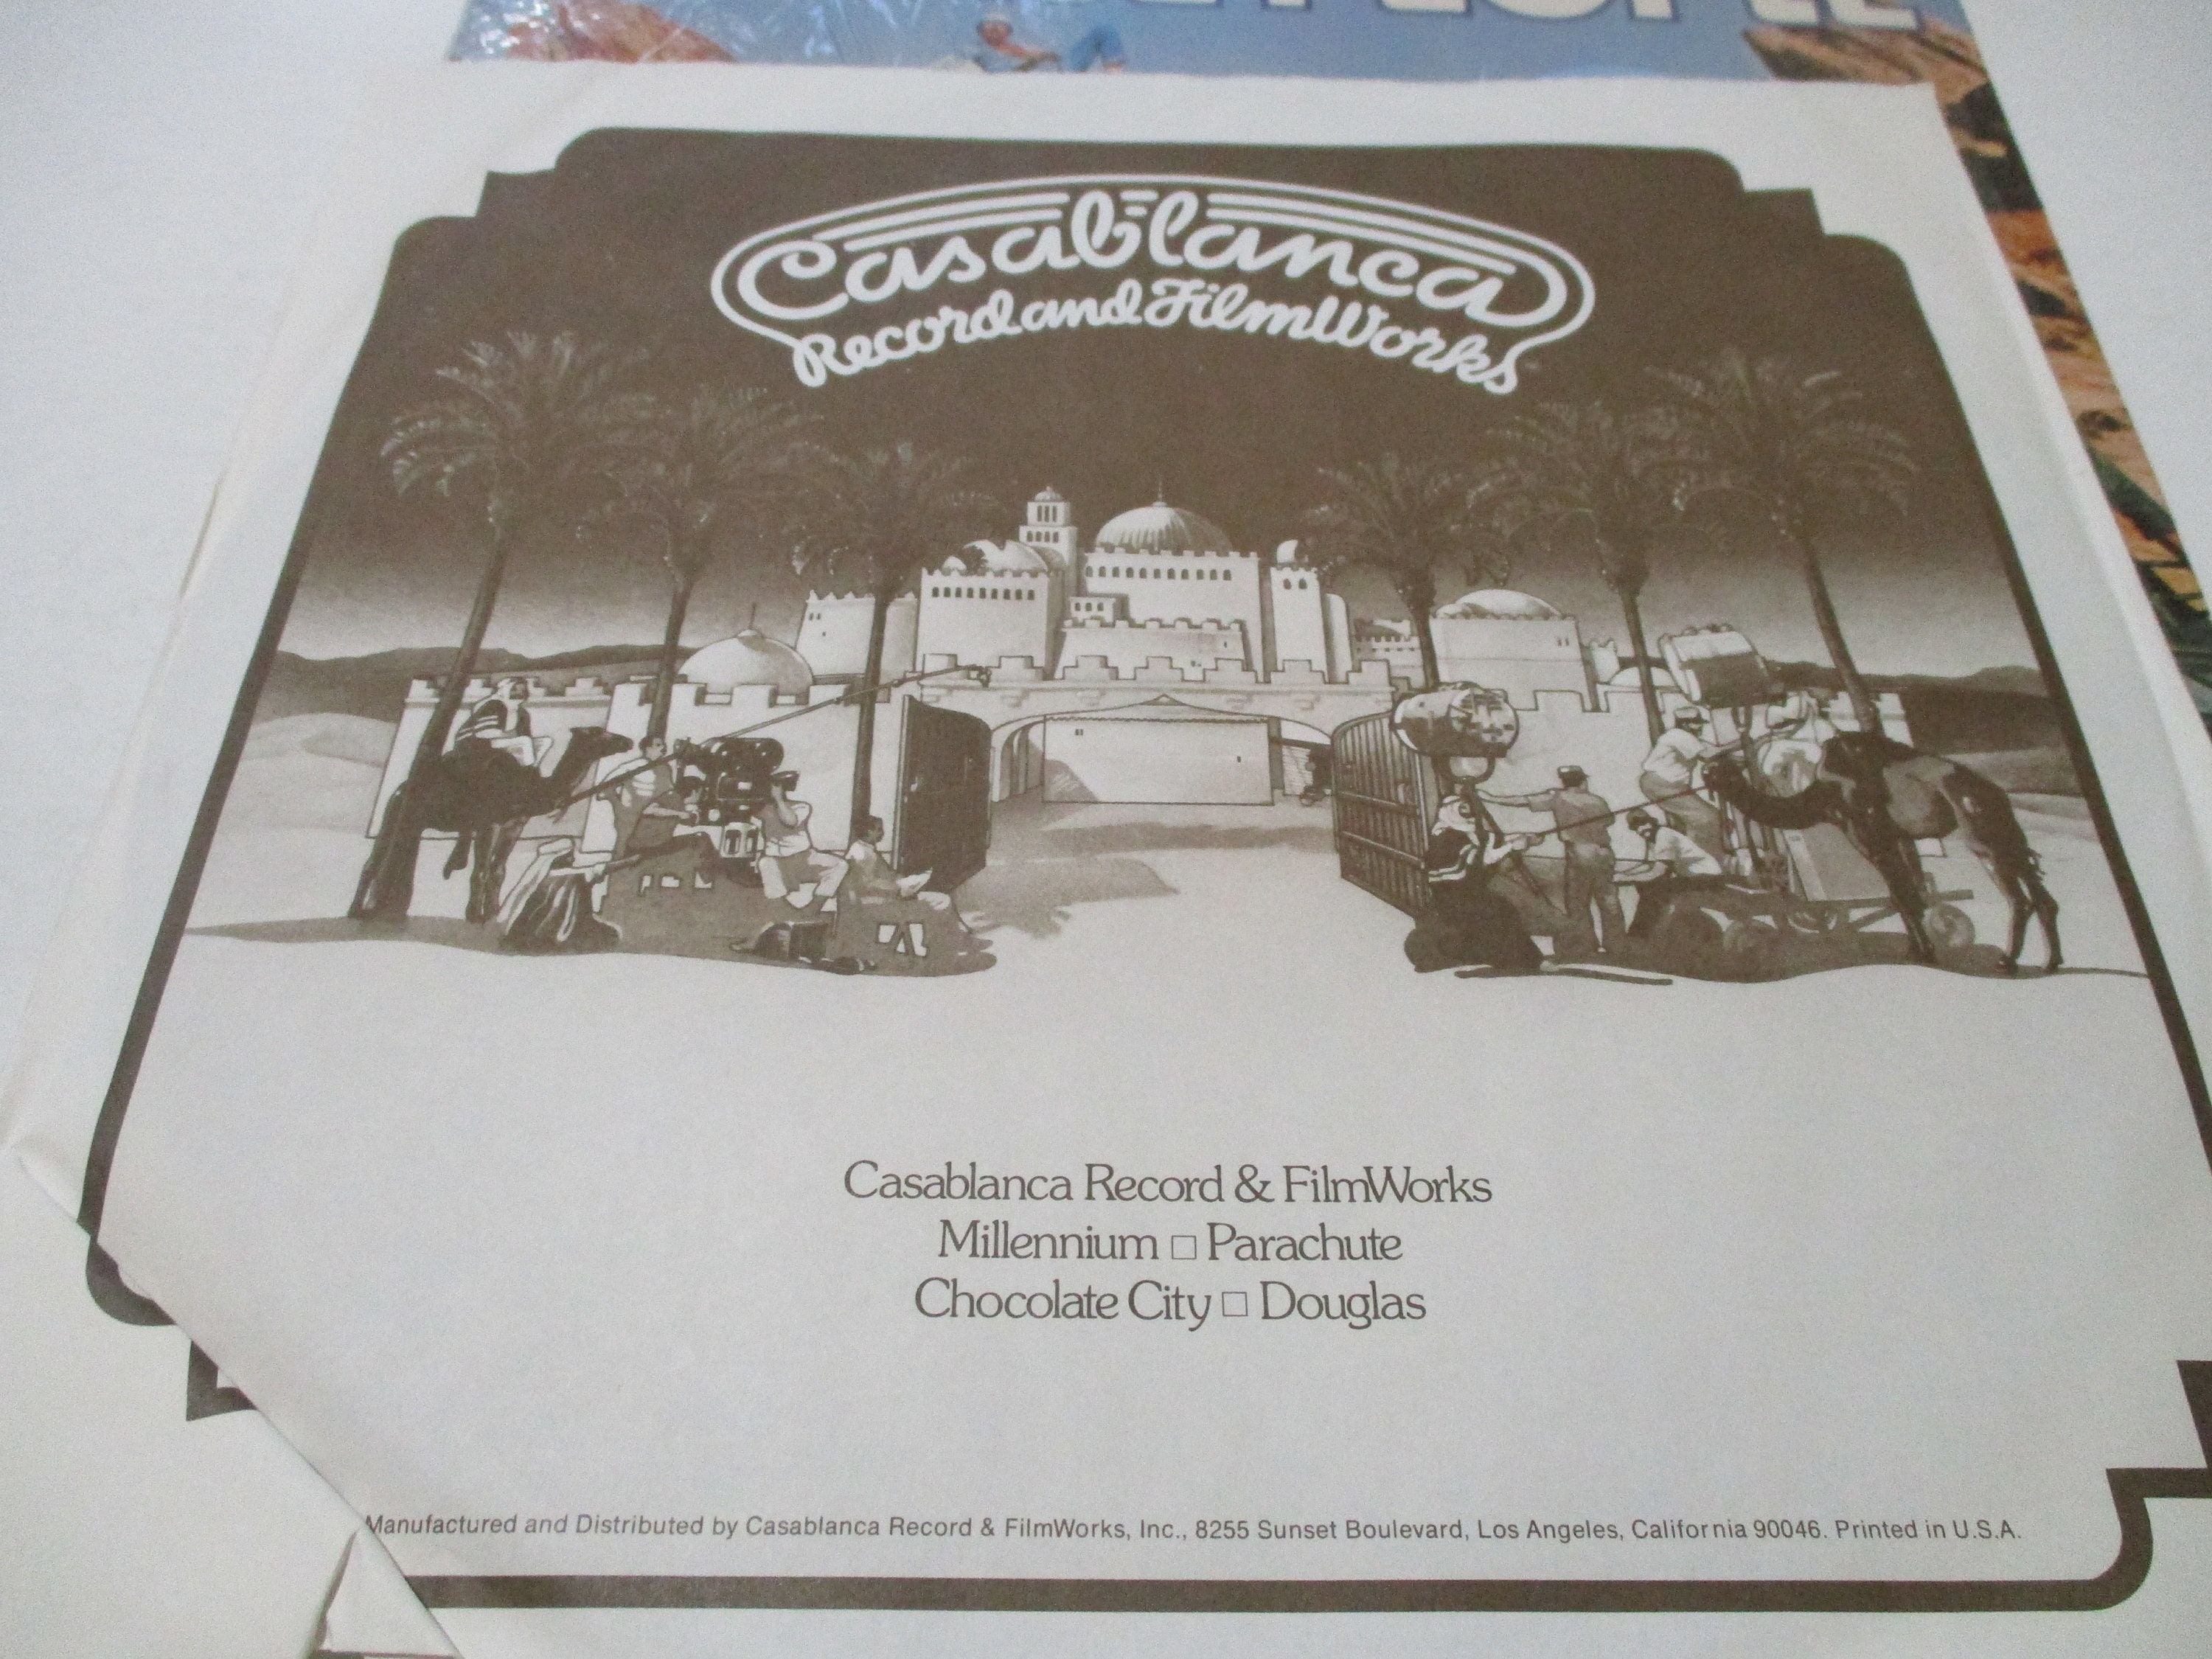 PEOPLE
Casablanca
Record and FilmWorks
Casablanca Record & FilmWorks
Millennium □ Parachute
Chocolate City □ Douglas
Manufactured and Distributed by Casablanca Record & FilmWorks, Inc., 8255 Sunset Boulevard, Los Angeles, California 90046. Printed in U.S.A.